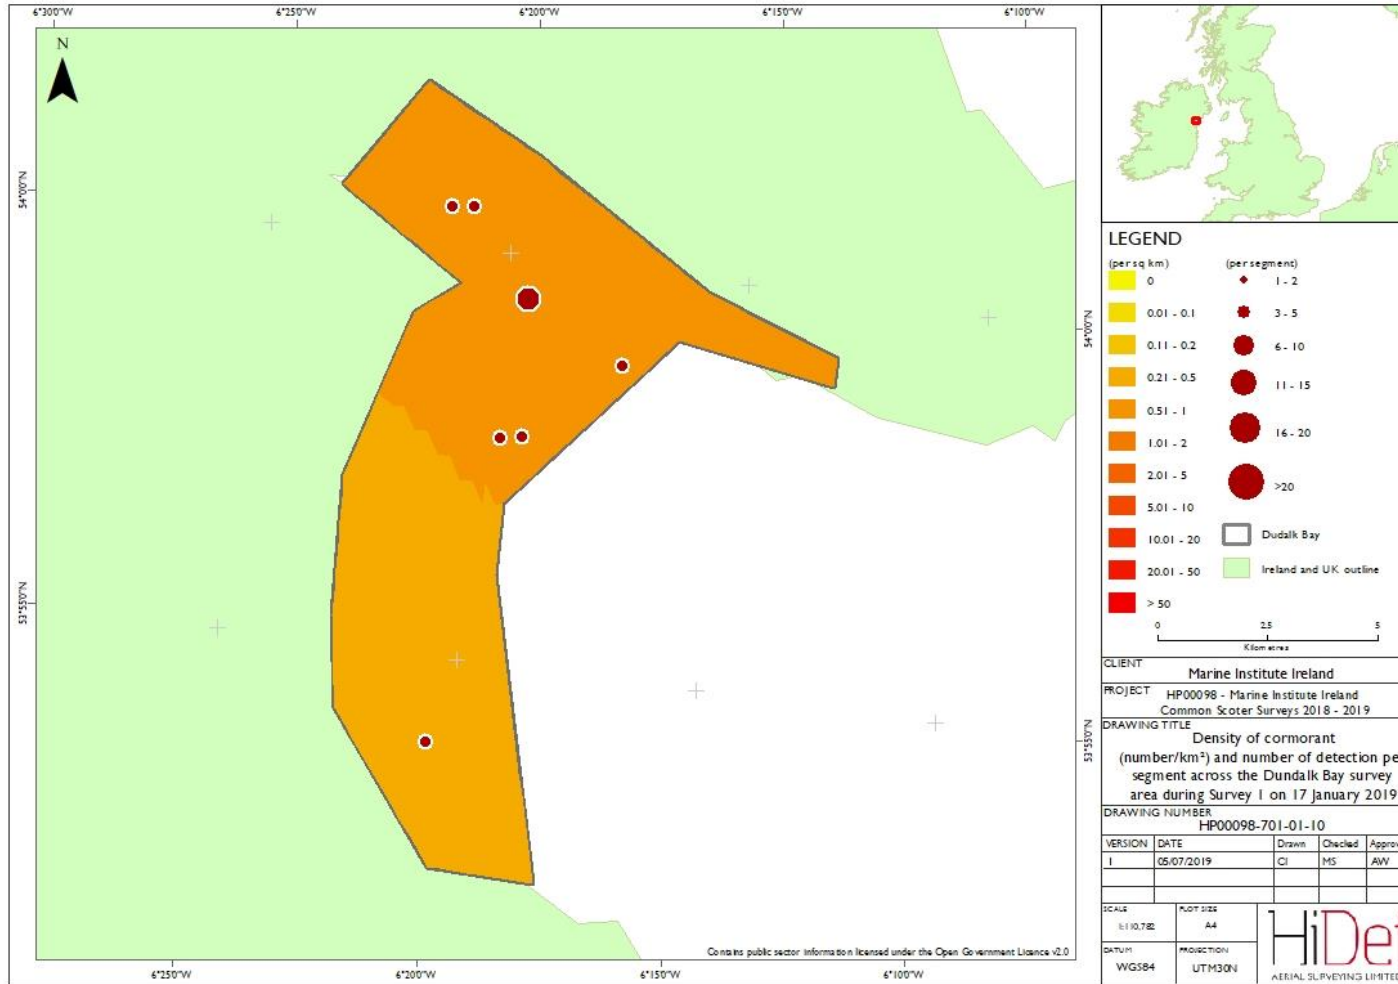 6°30'0"W 6°25'0"W 6°20'0"W 6°15'0"W 6°10'0"W
N
54°0'0"N
54°0'0"N
53°55'0"N
53°55'0"N
6°25'0"W 6°20'0"W 6°15'0"W 6°10'0"W
Contains public sector information licensed under the Open Government Licence v2.0
LEGEND
(per sq km) (per segment)
0 1 - 2
0.01 - 0.1 3 - 5
0.11 - 0.2 6 - 10
0.21 - 0.5 11 - 15
0.51 - 1 16 - 20
1.01 - 2
2.01 - 5 >20
5.01 - 10
10.01 - 20 Dudalk Bay
20.01 - 50 Ireland and UK outline
> 50
0 2.5 5
Kilometres
CLIENT
Marine Institute Ireland
PROJECT
HP00098 - Marine Institute Ireland
Common Scoter Surveys 2018 - 2019
DRAWING TITLE
Density of cormorant
(number/km²) and number of detection pe
segment across the Dundalk Bay survey
area during Survey 1 on 17 January 2019
DRAWING NUMBER
HP00098-701-01-10
VERSION DATE Drawn Checked Approv
1 05/07/2019 CI MS AW
SCALE PLOT SIZE
A4
DATUM PROJECTION
WGS84 UTM30N
HiDef
AERIAL SURVEYING LIMITED